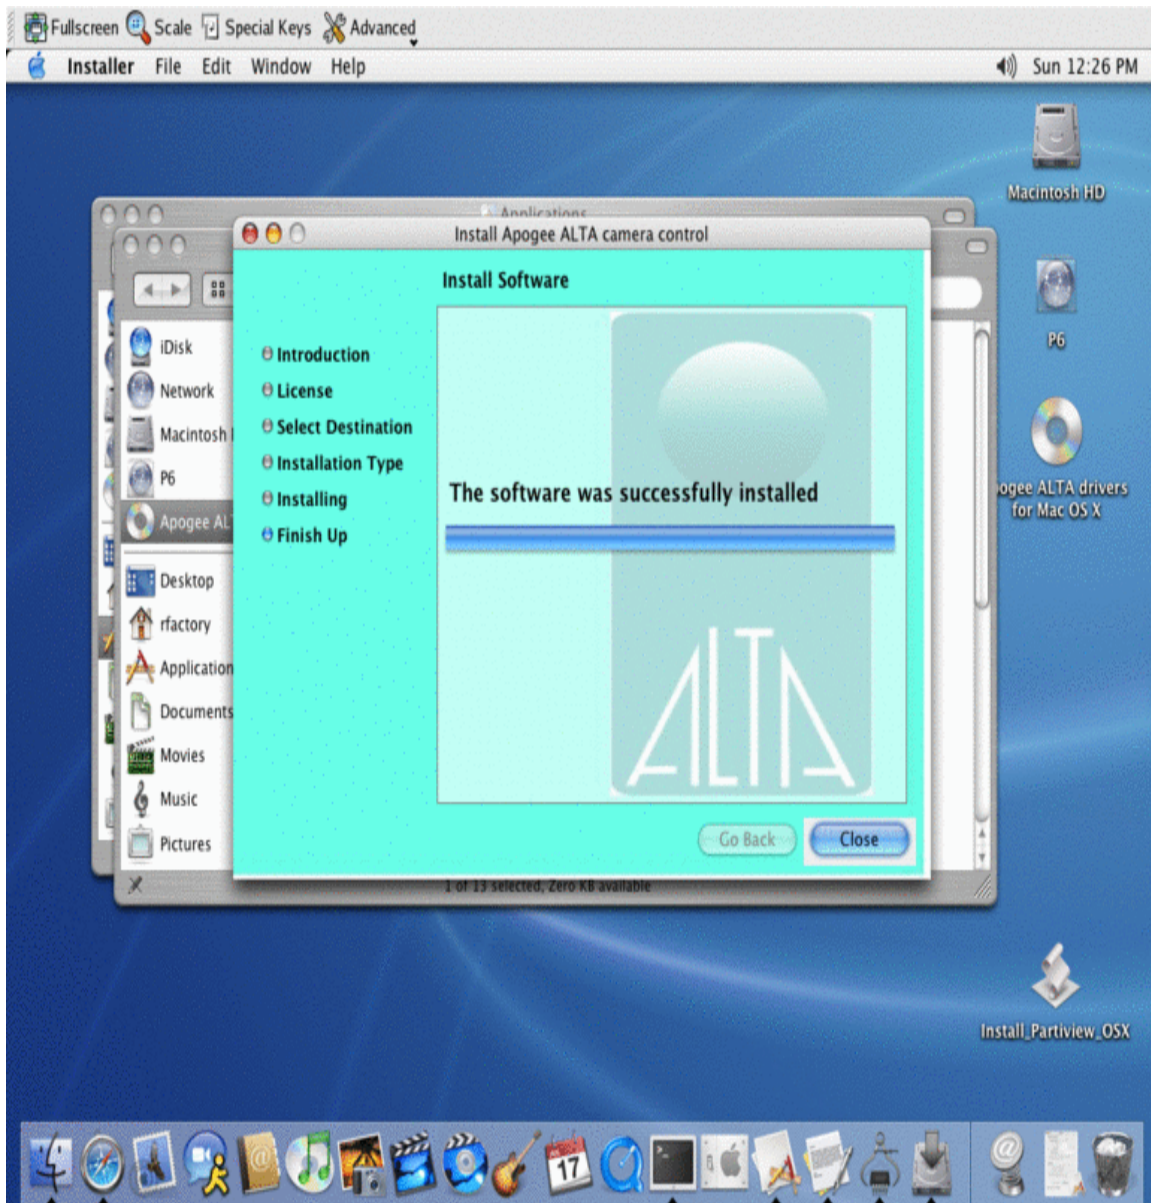 Fullscreen Scale Special Keys Advanced
Installer File Edit Window Help Sun 12:26 PM
Macintosh HD
Applications
Install Apogee ALTA camera control
Install Software
P6
iDisk
Network
Macintosh
P6
Apogee AL
Desktop
rfactory
Application
Documents
Movies
Music
Pictures
Introduction
License
Select Destination
Installation Type
Installing
Finish Up
The software was successfully installed
ALTA
Go Back Close
1 of 13 selected, Zero KB available
ogee ALTA drivers
for Mac OS X
Install_Partiview_OSX
17